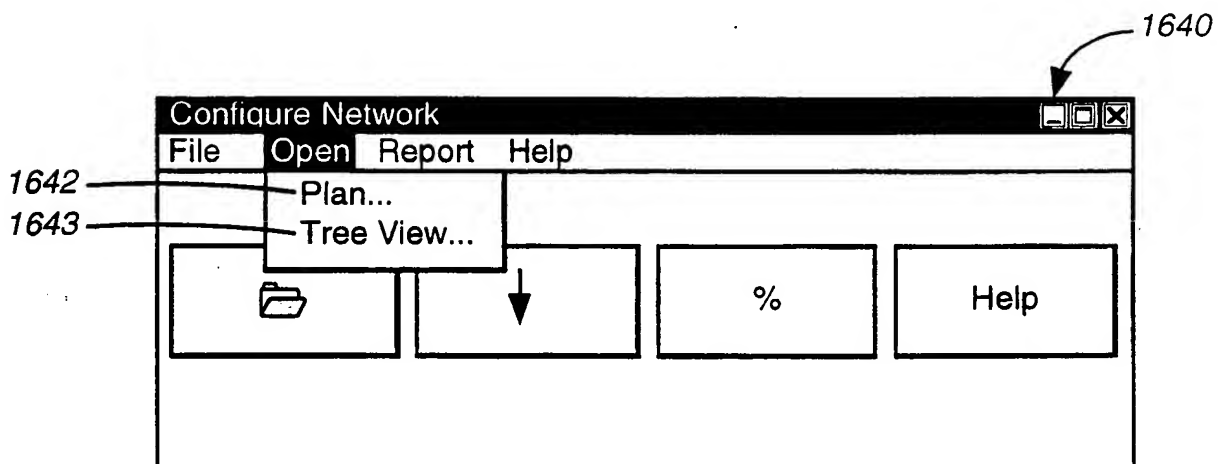 1640
Configure Network
File Open Report Help
1642 Plan...
1643 Tree View...
% Help